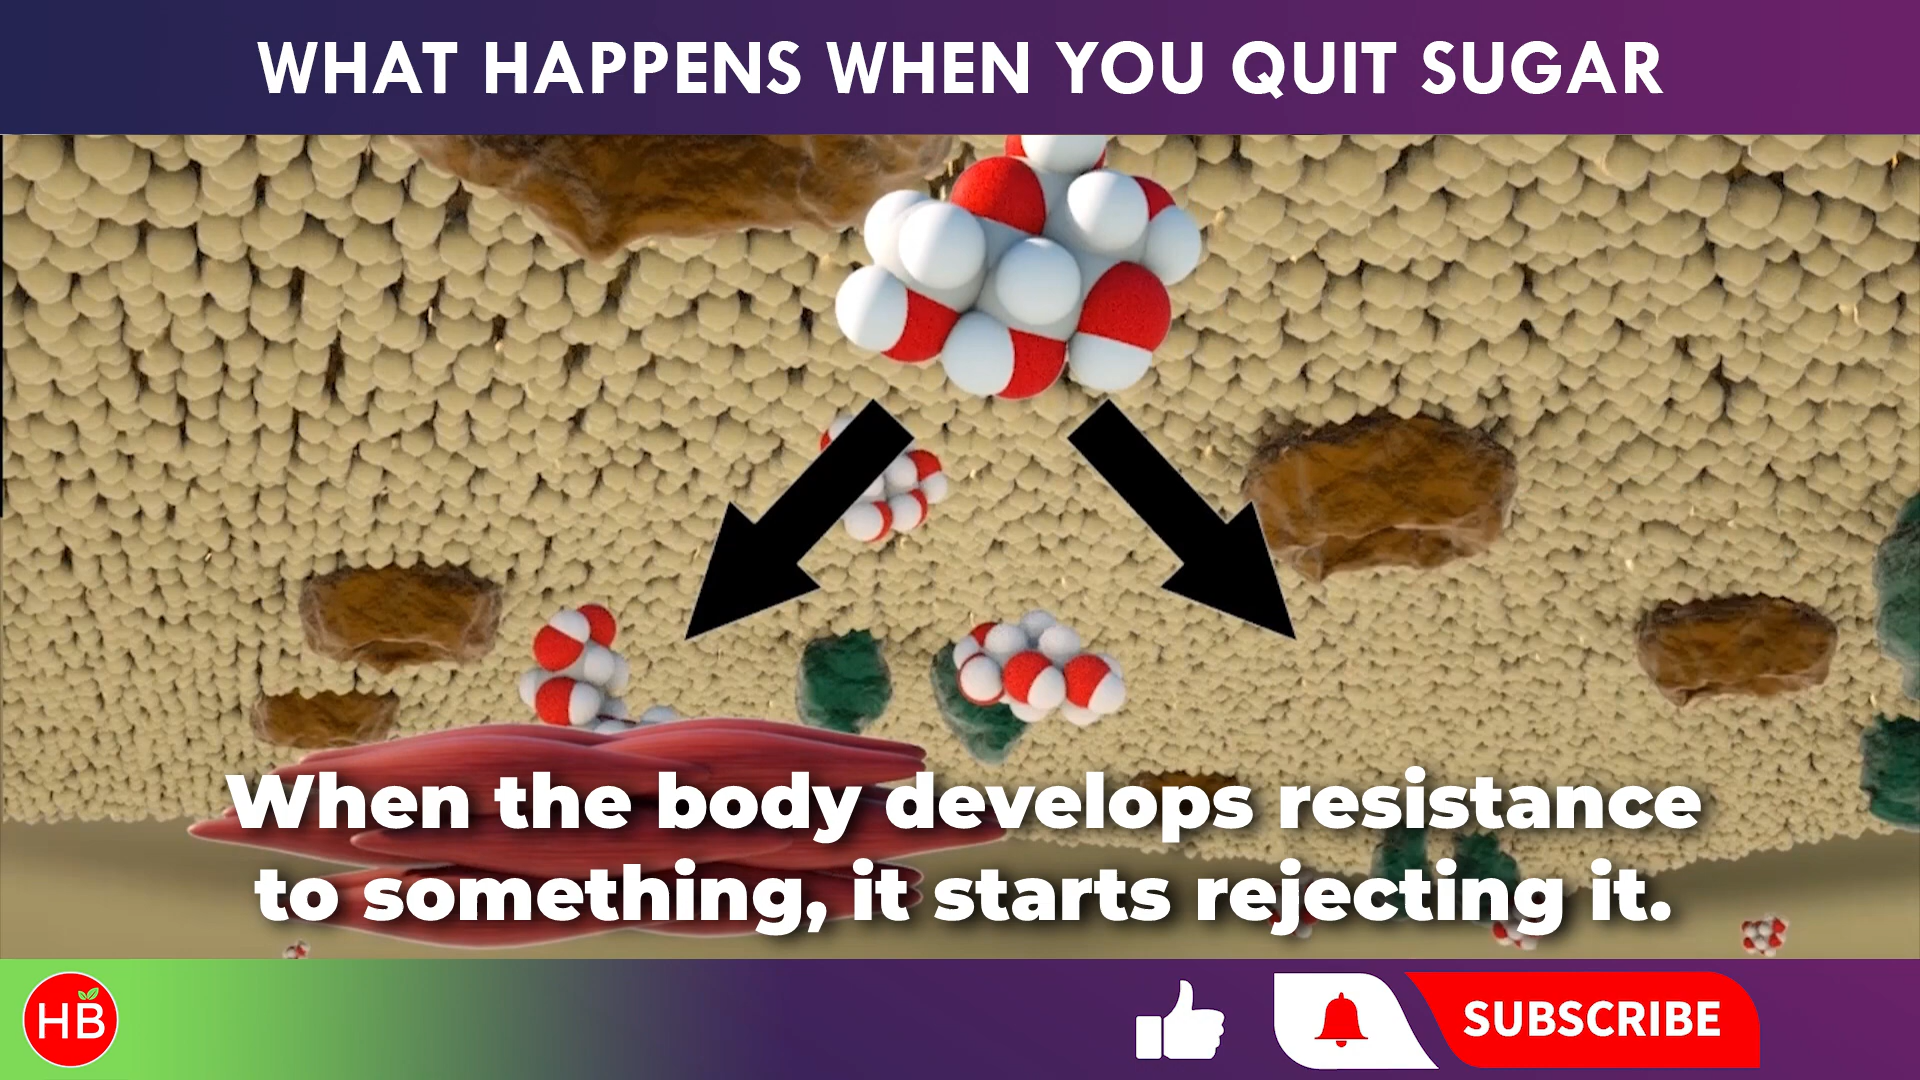 WHAT HAPPENS WHEN YOU QUIT SUGAR
When the body develops resistance
to something, it starts rejecting it.
HB
SUBSCRIBE